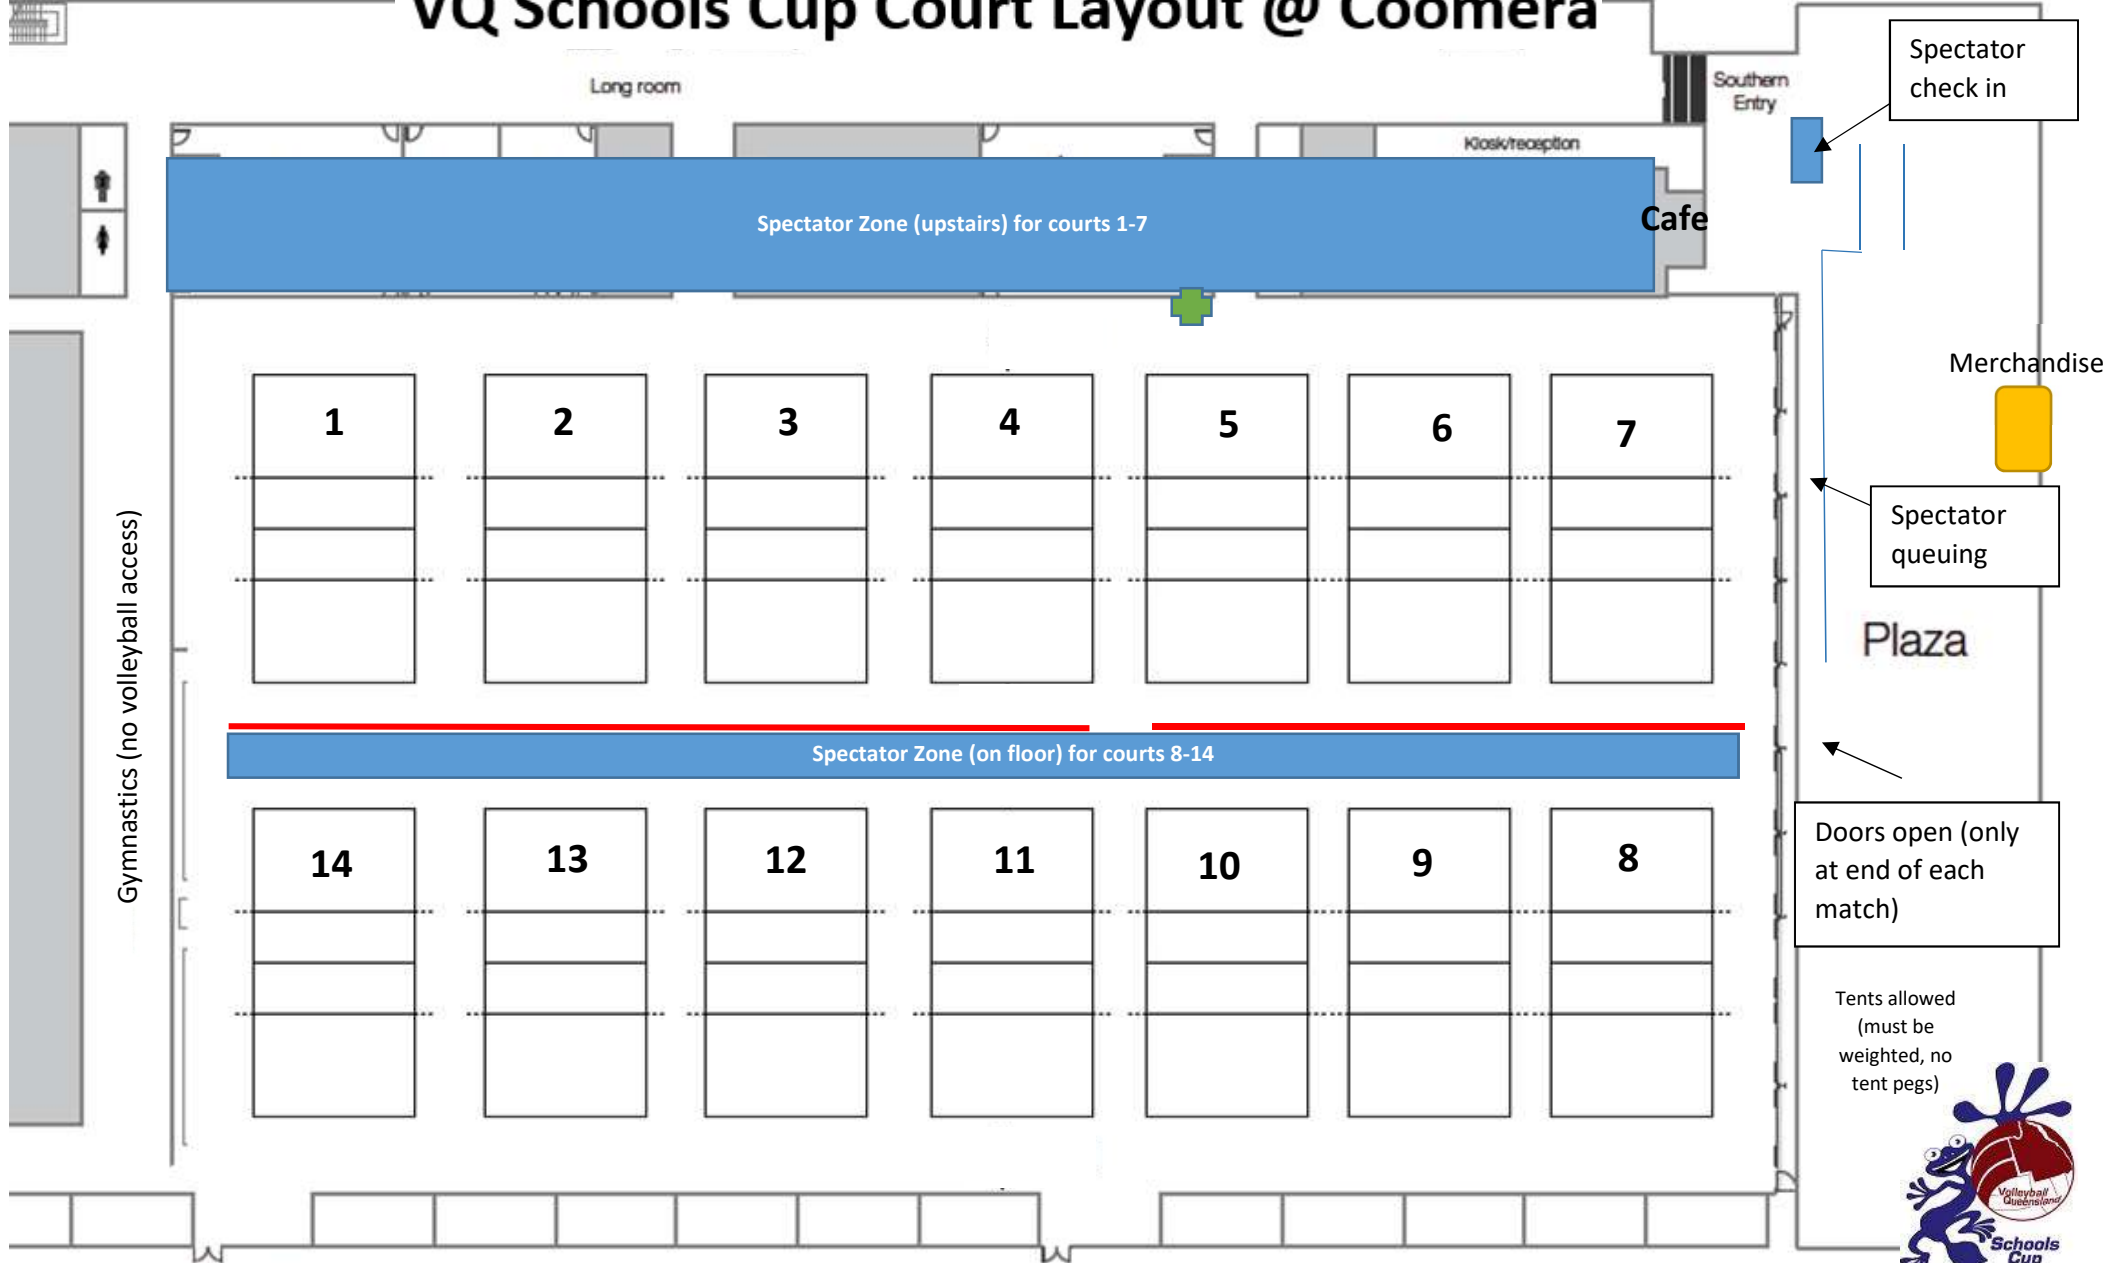 VQ Schools Cup Court Layout @ Coomera
Long room
Southern
Entry
Spectator
check in
Kiosk/reception
Spectator Zone (upstairs) for courts 1-7
Cafe
Merchandise
1
2
3
4
5
6
7
Spectator
queuing
Gymnastics (no volleyball access)
Plaza
Spectator Zone (on floor) for courts 8-14
Doors open (only
at end of each
match)
14
13
12
11
10
9
8
Tents allowed
(must be
weighted, no
tent pegs)
Volleyball
Queensland
Schools
Cup